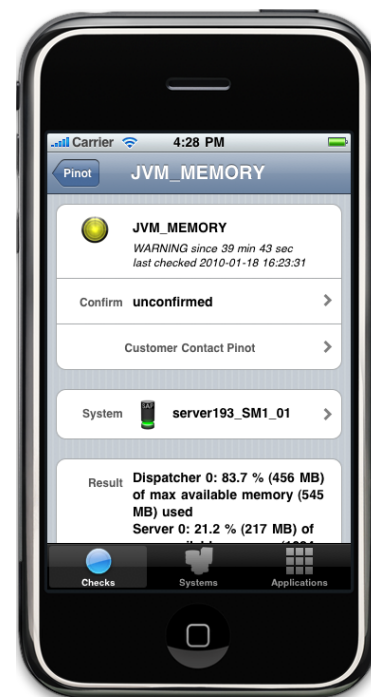 Carrier 4:28 PM
Pinot JVM_MEMORY
JVM_MEMORY
WARNING since 39 min 43 sec
last checked 2010-01-18 16:23:31
Confirm unconfirmed
Customer Contact Pinot
System server193_SM1_01
Result Dispatcher 0: 83.7 % (456 MB)
of max available memory (545
MB) used
Server 0: 21.2 % (217 MB) of
Checks Systems Applications